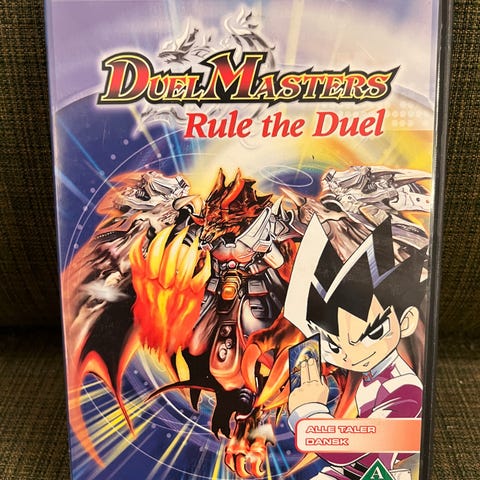 DUEL MASTERS
Rule the Duel
ALLE TALER
DANSK
A